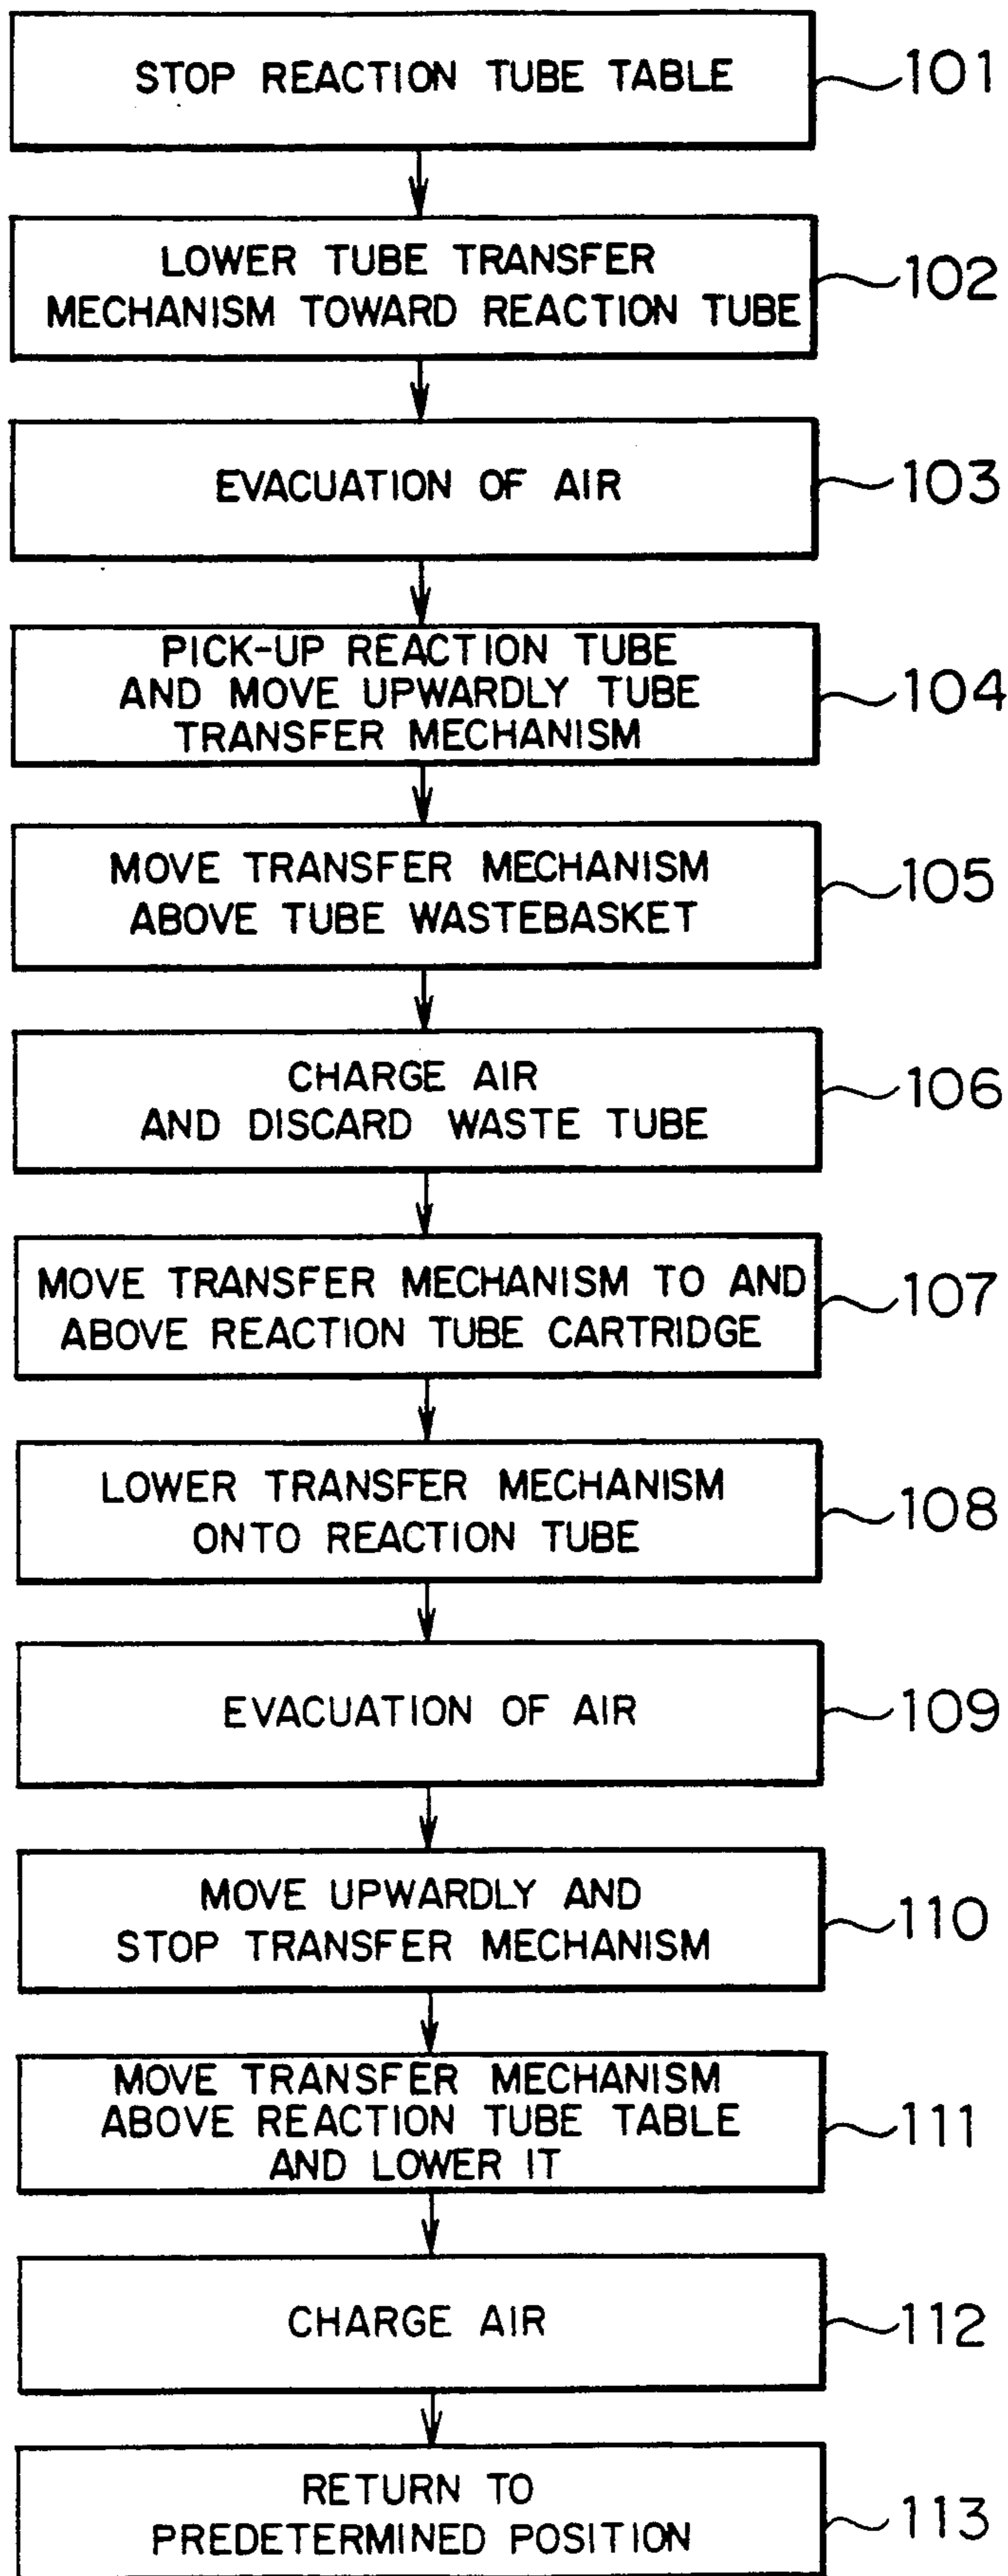 STOP REACTION TUBE TABLE
101
LOWER TUBE TRANSFER
MECHANISM TOWARD REACTION TUBE
102
EVACUATION OF AIR
103
PICK-UP REACTION TUBE
AND MOVE UPWARDLY TUBE
TRANSFER MECHANISM
104
MOVE TRANSFER MECHANISM
ABOVE TUBE WASTEBASKET
105
CHARGE AIR
AND DISCARD WASTE TUBE
106
MOVE TRANSFER MECHANISM TO AND
ABOVE REACTION TUBE CARTRIDGE
107
LOWER TRANSFER MECHANISM
ONTO REACTION TUBE
108
EVACUATION OF AIR
109
MOVE UPWARDLY AND
STOP TRANSFER MECHANISM
110
MOVE TRANSFER MECHANISM
ABOVE REACTION TUBE TABLE
AND LOWER IT
111
CHARGE AIR
112
RETURN TO
PREDETERMINED POSITION
113